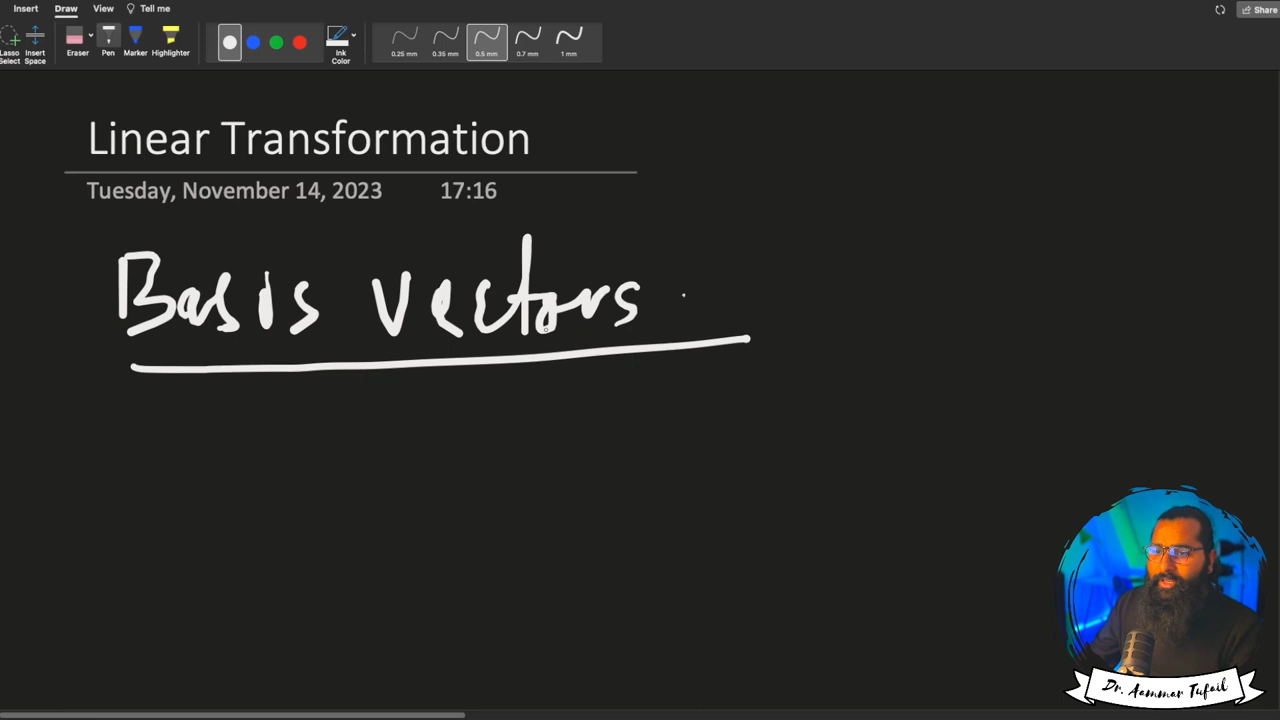 Insert Draw View Tell me
Share
Lasso Select
Insert Space
Eraser
Pen
Marker
Highlighter
Ink Color
0.25 mm
0.35 mm
0.5 mm
0.7 mm
1 mm
Linear Transformation
Tuesday, November 14, 2023 17:16
Basis vectors
Dr. Aammar Tufail